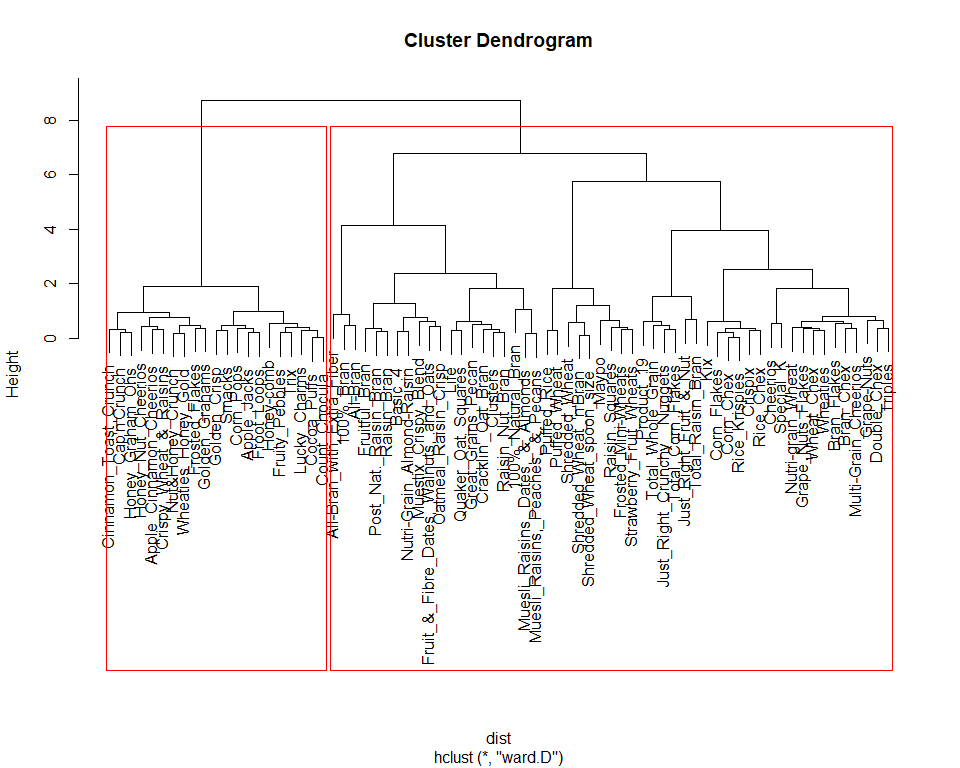 Cluster Dendrogram
Height
0
2
4
6
8
Cinnamon_Toast_Crunch
Cap'n'Crunch
Honey_Graham_Ohs
Honey_Nut_Cheerios
Apple_Cinnamon_Cheerios
Crispy_Wheat_&_Raisins
Nut&Honey_Crunch
Wheaties_Honey_Gold
Frosted_Flakes
Golden_Grahams
Golden_Crisp
Smacks
Corn_Pops
Apple_Jacks
Froot_Loops
Honey-comb
Fruity_Pebbles
Trix
Lucky_Charms
Cocoa_Puffs
Count_Chocula
All-Bran_with_Extra_Fiber
100%_Bran
All-Bran
Fruitful_Bran
Post_Nat._Raisin_Bran
Raisin_Bran
Basic_4
Nutri-Grain_Almond-Raisin
Mueslix_Crispy_Blend
Fruit_&_Fibre_Dates,_Walnuts,_and_Oats
Oatmeal_Raisin_Crisp
Life
Quaker_Oat_Squares
Great_Grains_Pecan
Cracklin'_Oat_Bran
Clusters
Raisin_Nut_Bran
100%_Natural_Bran
Muesli_Raisins,_Dates,_&_Almonds
Muesli_Raisins,_Peaches,_&_Pecans
Puffed_Rice
Puffed_Wheat
Shredded_Wheat
Shredded_Wheat_'n'Bran
Shredded_Wheat_spoon_size
Maypo
Raisin_Squares
Frosted_Mini-Wheats
Strawberry_Fruit_Wheats
Product_19
Total_Whole_Grain
Just_Right_Crunchy__Nuggets
Total_Corn_Flakes
Just_Right_Fruit_&_Nut
Total_Raisin_Bran
Kix
Corn_Flakes
Corn_Chex
Rice_Krispies
Crispix
Rice_Chex
Cheerios
Special_K
Nutri-grain_Wheat
Grape_Nuts_Flakes
Wheat_Chex
Wheaties
Bran_Flakes
Bran_Chex
Multi-Grain_Cheerios
Grape-Nuts
Double_Chex
Triples
dist
hclust (*, "ward.D")